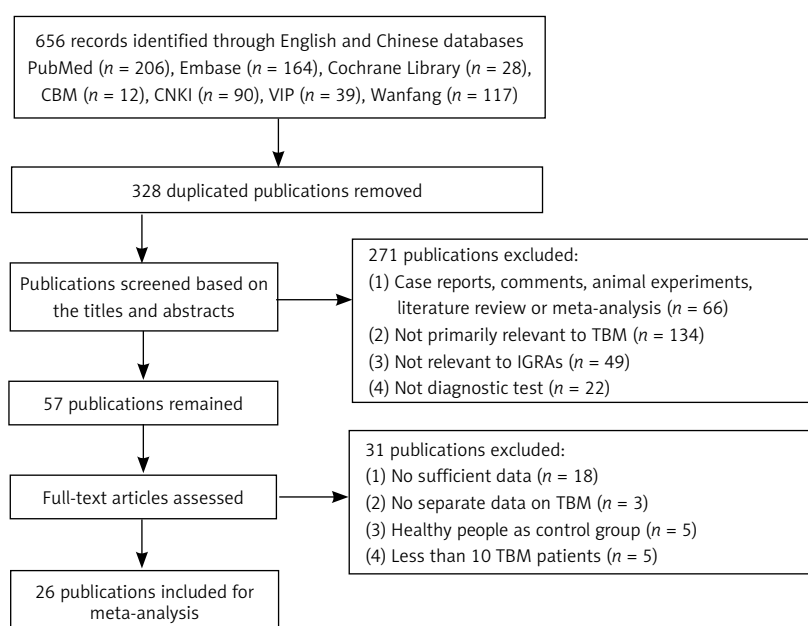 656 records identified through English and Chinese databases
PubMed (n = 206), Embase (n = 164), Cochrane Library (n = 28),
CBM (n = 12), CNKI (n = 90), VIP (n = 39), Wanfang (n = 117)
328 duplicated publications removed
Publications screened based on
the titles and abstracts
271 publications excluded:
(1) Case reports, comments, animal experiments,
literature review or meta-analysis (n = 66)
(2) Not primarily relevant to TBM (n = 134)
(3) Not relevant to IGRAs (n = 49)
(4) Not diagnostic test (n = 22)
57 publications remained
Full-text articles assessed
31 publications excluded:
(1) No sufficient data (n = 18)
(2) No separate data on TBM (n = 3)
(3) Healthy people as control group (n = 5)
(4) Less than 10 TBM patients (n = 5)
26 publications included for
meta-analysis